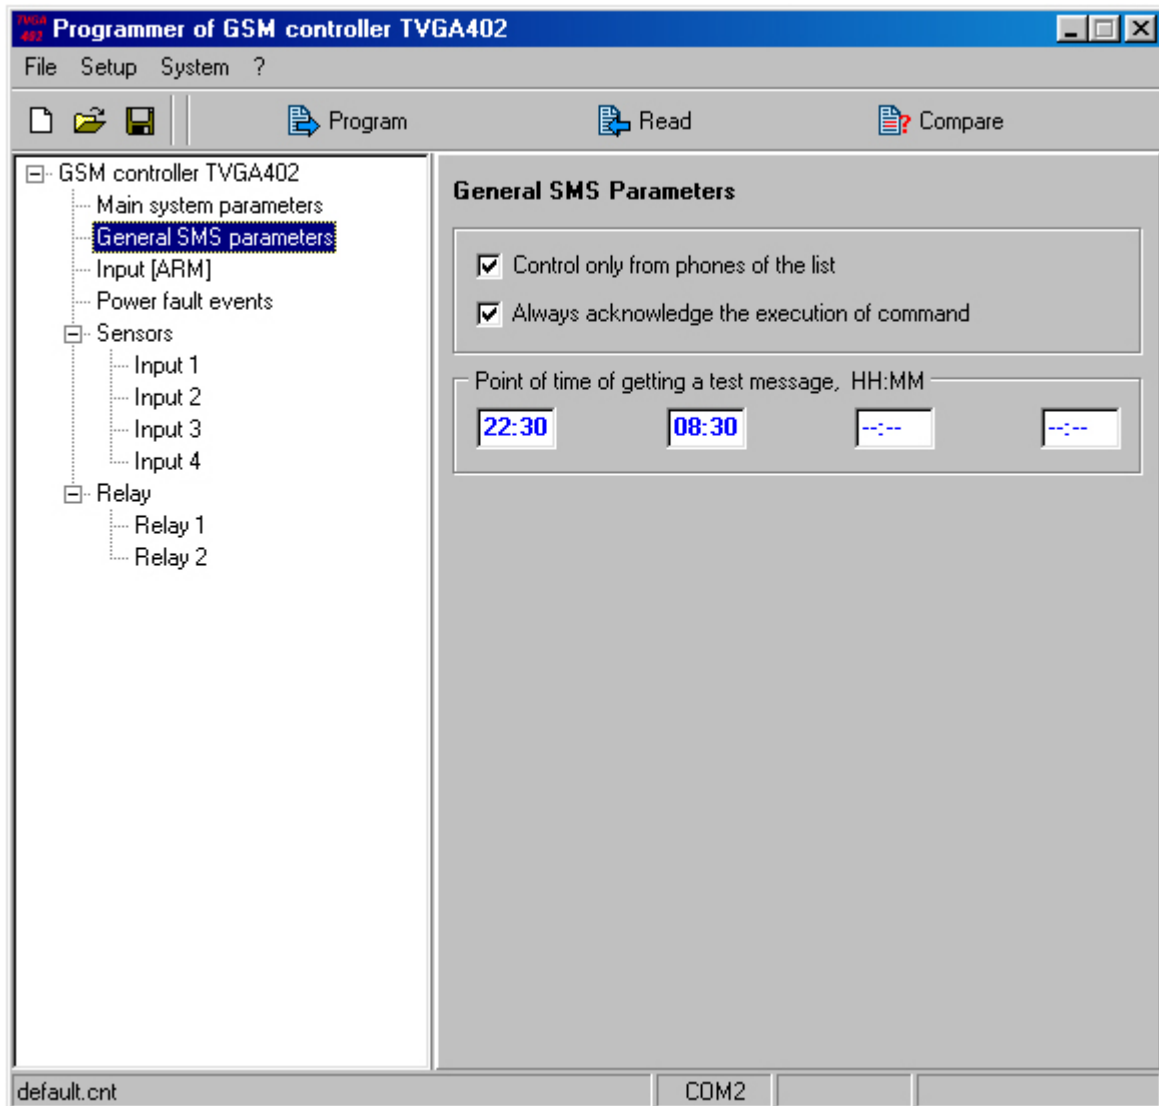 TVGA 402 Programmer of GSM controller TVGA402
File Setup System ?
Program Read Compare
GSM controller TVGA402
Main system parameters
General SMS parameters
Input [ARM]
Power fault events
Sensors
Input 1
Input 2
Input 3
Input 4
Relay
Relay 1
Relay 2
General SMS Parameters
Control only from phones of the list
Always acknowledge the execution of command
Point of time of getting a test message, HH:MM
22:30 08:30 --:-- --:--
default.cnt COM2